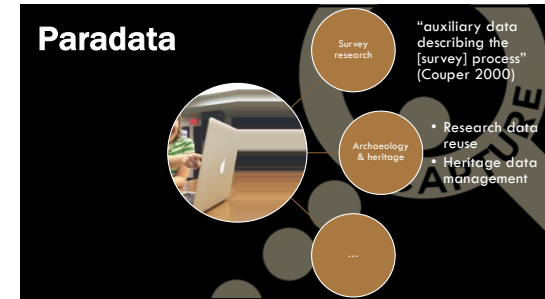 Paradata
Survey
research
“auxiliary data
describing the
[survey] process”
(Couper 2000)
Archaeology
& heritage
• Research data
reuse
• Heritage data
management
...
CAPTURE